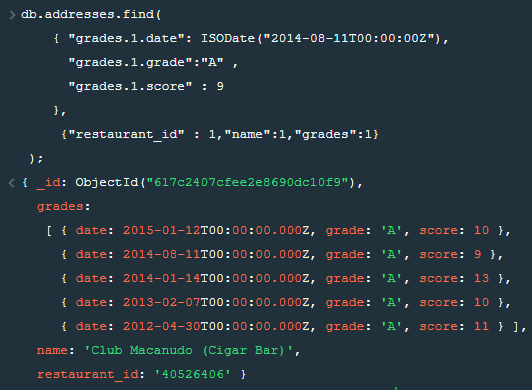 > db.addresses.find(
{ "grades.1.date": ISODate("2014-08-11T00:00:00Z"),
"grades.1.grade":"A" ,
"grades.1.score" : 9
},
{"restaurant_id" : 1,"name":1,"grades":1}
);
< { _id: ObjectId("617c2407cfee2e8690dc10f9"),
grades:
[ { date: 2015-01-12T00:00:00.000Z, grade: 'A', score: 10 },
{ date: 2014-08-11T00:00:00.000Z, grade: 'A', score: 9 },
{ date: 2014-01-14T00:00:00.000Z, grade: 'A', score: 13 },
{ date: 2013-02-07T00:00:00.000Z, grade: 'A', score: 10 },
{ date: 2012-04-30T00:00:00.000Z, grade: 'A', score: 11 } ],
name: 'Club Macanudo (Cigar Bar)',
restaurant_id: '40526406' }